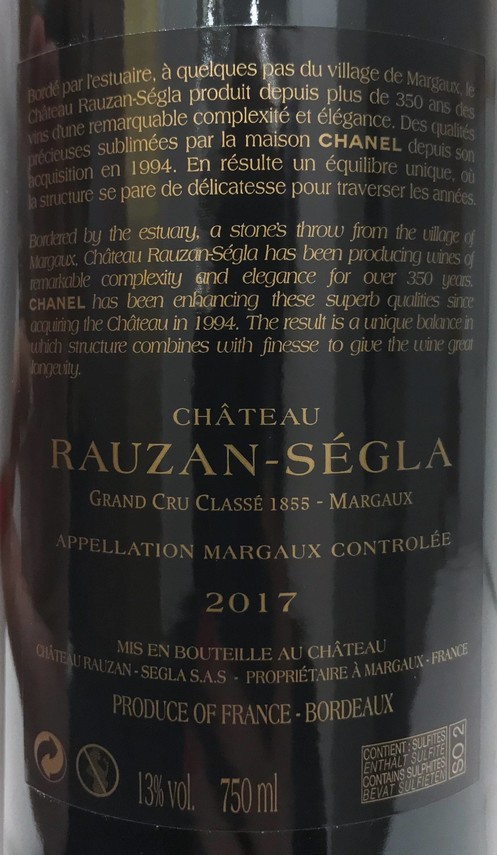 Bordé par l'estuaire, à quelques pas du village de Margaux, le
Château Rauzan-Ségla produit depuis plus de 350 ans des
vins d'une remarquable complexité et élégance. Des qualités
précieuses sublimées par la maison CHANEL depuis son
acquisition en 1994. En résulte un équilibre unique, où
la structure se pare de délicatesse pour traverser les années.
Bordered by the estuary, a stone's throw from the village of
Margaux, Château Rauzan-Ségla has been producing wines of
remarkable complexity and elegance for over 350 years.
CHANEL has been enhancing these superb qualities since
acquiring the Château in 1994. The result is a unique balance in
which structure combines with finesse to give the wine great
longevity.
CHÂTEAU
RAUZAN-SÉGLA
GRAND CRU CLASSÉ 1855 - MARGAUX
APPELLATION MARGAUX CONTROLÉE
2017
MIS EN BOUTEILLE AU CHÂTEAU
CHÂTEAU RAUZAN - SEGLA S.A.S - PROPRIÉTAIRE À MARGAUX - FRANCE
PRODUCE OF FRANCE - BORDEAUX
13% vol. 750 ml
CONTIENT : SULFITES
ENTHÄLT SULFITE
CONTAINS SULPHITES
BEVAT SULFIETEN
SO 2